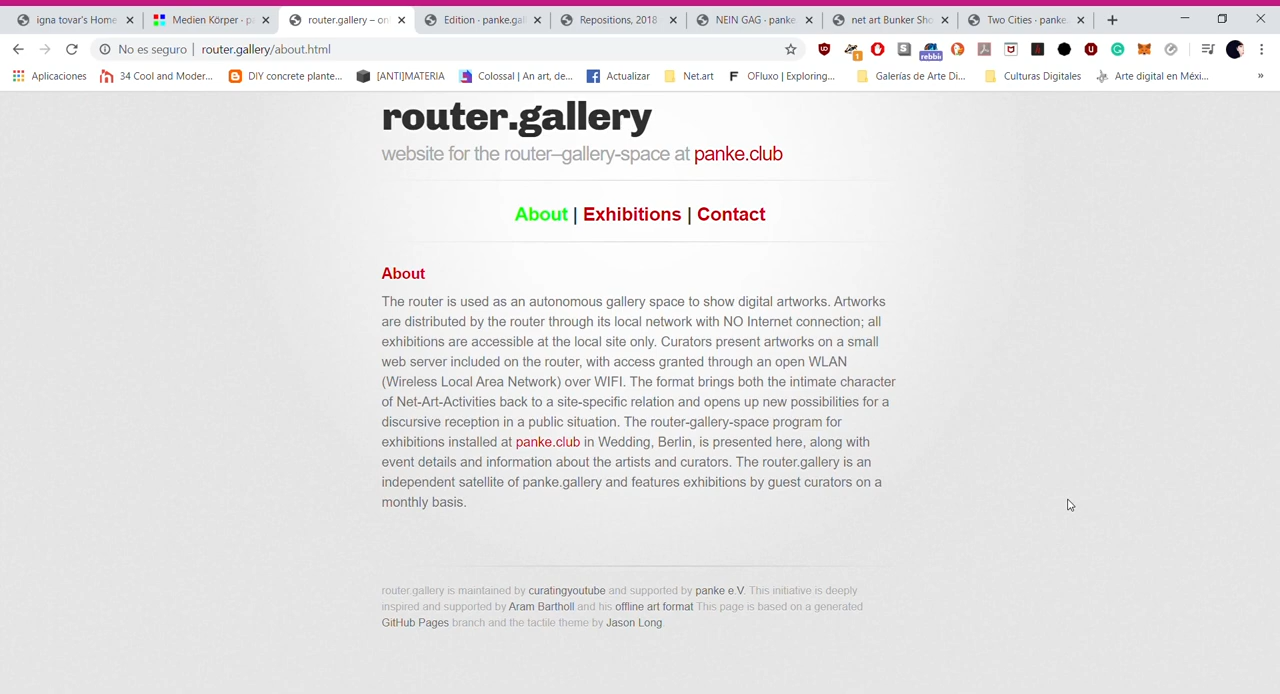 igna tovar's Home
Medien Körper · pa
router.gallery – on
Edition · panke.gal
Repositions, 2018
NEIN GAG · panke
net art Bunker Sho
Two Cities · panke.
No es seguro | router.gallery/about.html
1
rebbi
Aplicaciones
34 Cool and Moder...
DIY concrete plante...
[ANTI]MATERIA
Colossal | An art, de...
Actualizar
Net.art
OFluxo | Exploring...
Galerías de Arte Di...
Culturas Digitales
Arte digital en Méxi...
»
router.gallery
website for the router–gallery-space at panke.club
About | Exhibitions | Contact
About
The router is used as an autonomous gallery space to show digital artworks. Artworks
are distributed by the router through its local network with NO Internet connection; all
exhibitions are accessible at the local site only. Curators present artworks on a small
web server included on the router, with access granted through an open WLAN
(Wireless Local Area Network) over WIFI. The format brings both the intimate character
of Net-Art-Activities back to a site-specific relation and opens up new possibilities for a
discursive reception in a public situation. The router-gallery-space program for
exhibitions installed at panke.club in Wedding, Berlin, is presented here, along with
event details and information about the artists and curators. The router.gallery is an
independent satellite of panke.gallery and features exhibitions by guest curators on a
monthly basis.
router.gallery is maintained by curatingyoutube and supported by panke e.V. This initiative is deeply
inspired and supported by Aram Bartholl and his offline art format This page is based on a generated
GitHub Pages branch and the tactile theme by Jason Long.